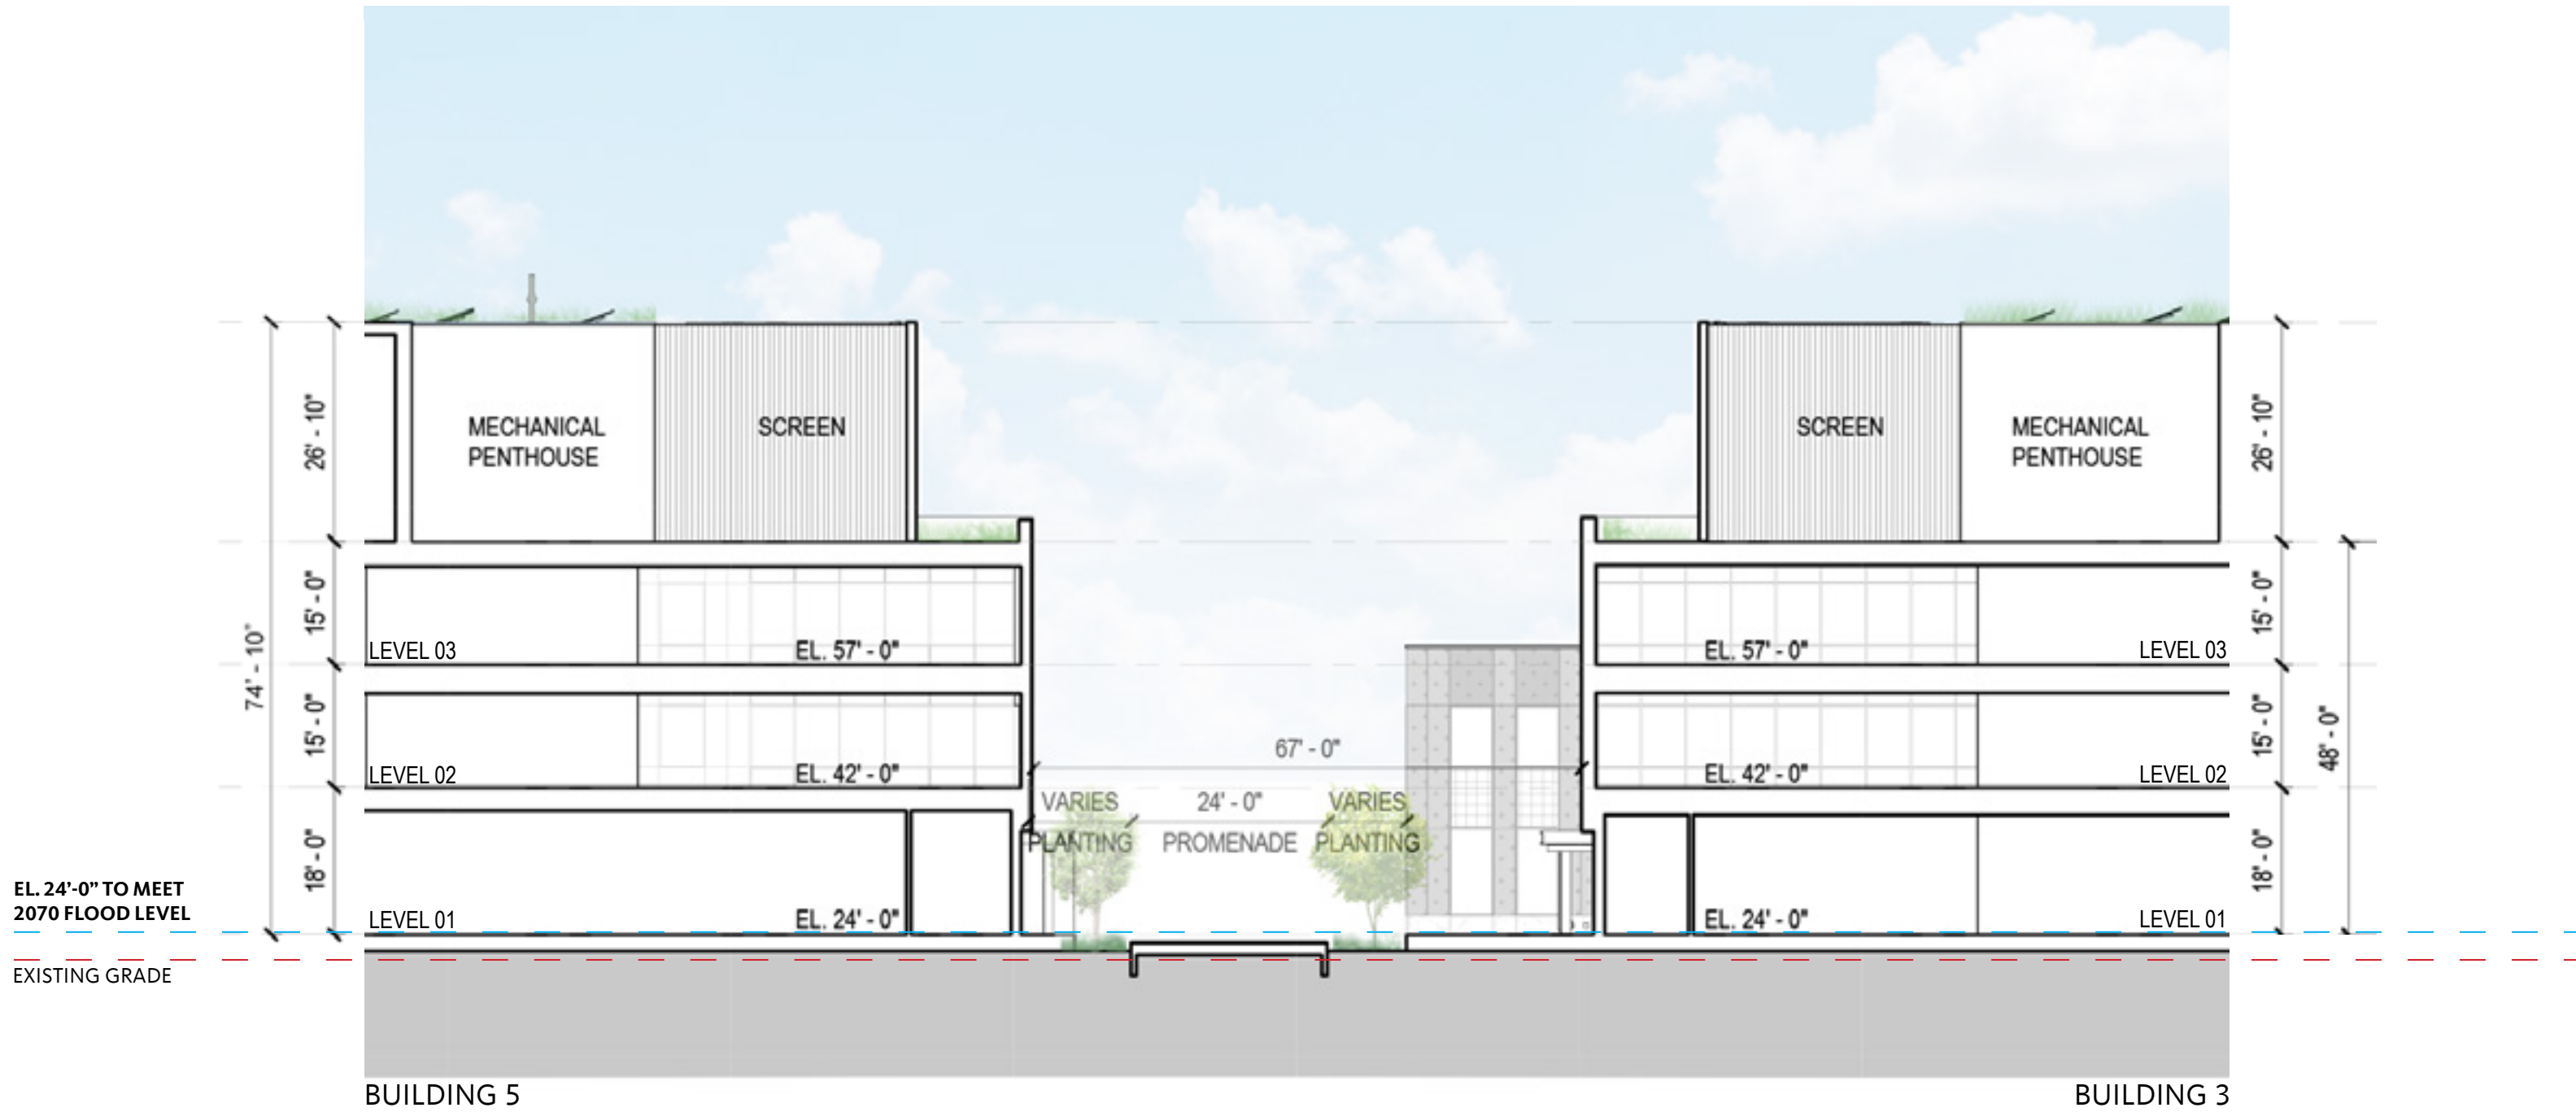 MECHANICAL
PENTHOUSE
SCREEN
SCREEN
MECHANICAL
PENTHOUSE
26' - 10"
26' - 10"
15' - 0"
15' - 0"
74' - 10"
LEVEL 03
EL. 57' - 0"
EL. 57' - 0"
LEVEL 03
15' - 0"
15' - 0"
48' - 0"
67' - 0"
LEVEL 02
EL. 42' - 0"
EL. 42' - 0"
LEVEL 02
VARIES
24' - 0"
VARIES
PLANTING
PROMENADE
PLANTING
18' - 0"
18' - 0"
EL. 24’-0” TO MEET
2070 FLOOD LEVEL
LEVEL 01
EL. 24' - 0"
EL. 24' - 0"
LEVEL 01
EXISTING GRADE
BUILDING 5
BUILDING 3